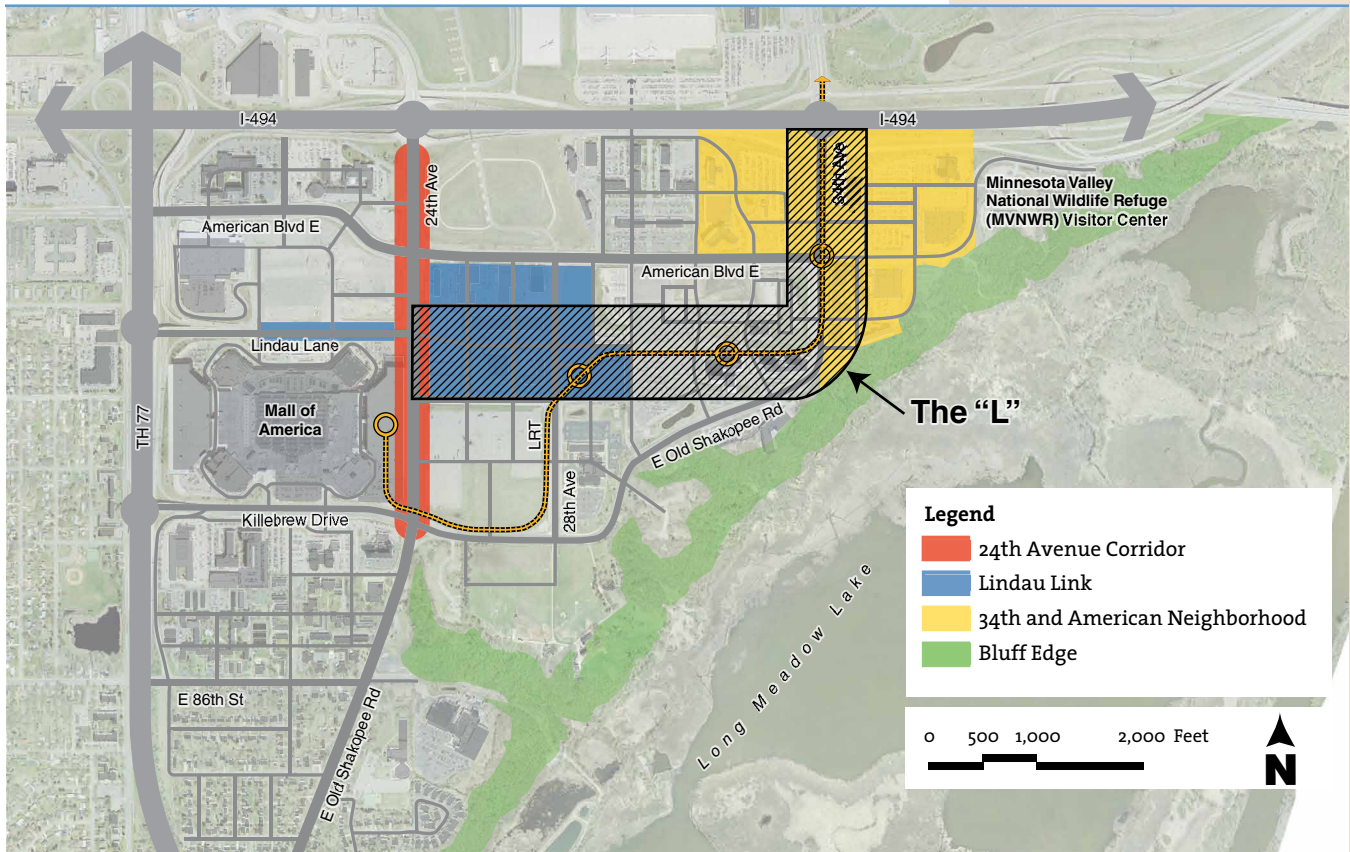 I-494
I-494
24th Ave
34th Ave
American Blvd E
American Blvd E
Minnesota Valley
National Wildlife Refuge
(MVNWR) Visitor Center
Lindau Lane
TH 77
Mall of
America
The “L”
LRT
28th Ave
E Old Shakopee Rd
Killebrew Drive
E 86th St
E Old Shakopee Rd
Long Meadow Lake
Legend
24th Avenue Corridor
Lindau Link
34th and American Neighborhood
Bluff Edge
0 500 1,000 2,000 Feet
N